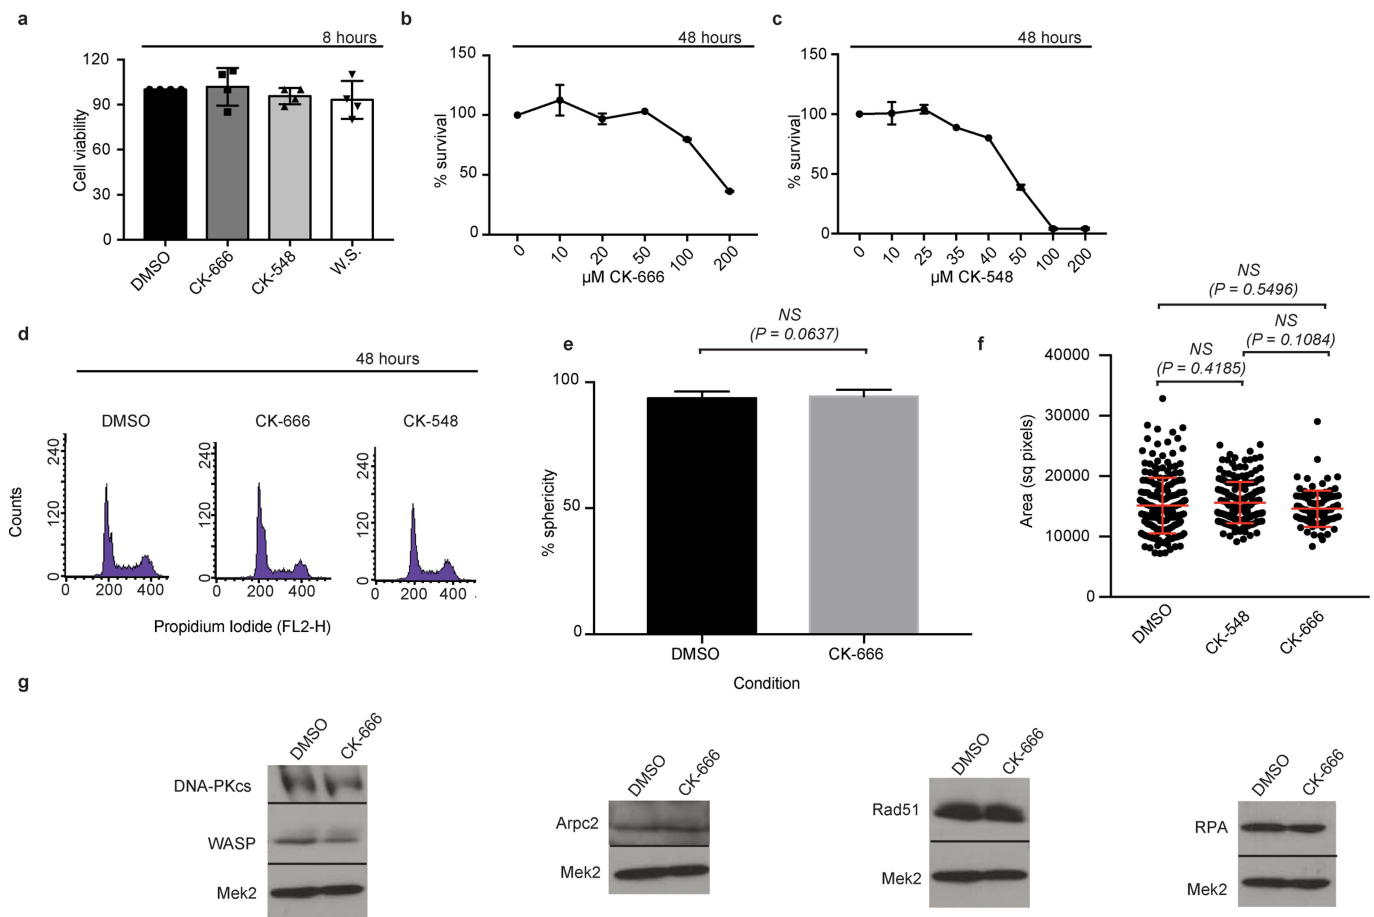 a
8 hours
Cell viability
120
90
60
30
0
DMSO
CK-666
CK-548
W.S.
b
48 hours
% survival
150
100
50
0
0
10
20
50
100
200
µM CK-666
c
48 hours
% survival
150
100
50
0
0
10
25
35
40
50
100
200
µM CK-548
d
48 hours
DMSO
CK-666
CK-548
Counts
240
120
0
0 200 400
240
120
0
0 200 400
240
120
0
0 200 400
Propidium Iodide (FL2-H)
e
NS
(P = 0.0637)
% sphericity
100
50
0
DMSO
CK-666
Condition
f
NS
(P = 0.5496)
NS
(P = 0.1084)
NS
(P = 0.4185)
Area (sq pixels)
40000
30000
20000
10000
0
DMSO
CK-548
CK-666
g
DMSO
CK-666
DNA-PKcs
WASP
Mek2
DMSO
CK-666
Arpc2
Mek2
DMSO
CK-666
Rad51
Mek2
DMSO
CK-666
RPA
Mek2